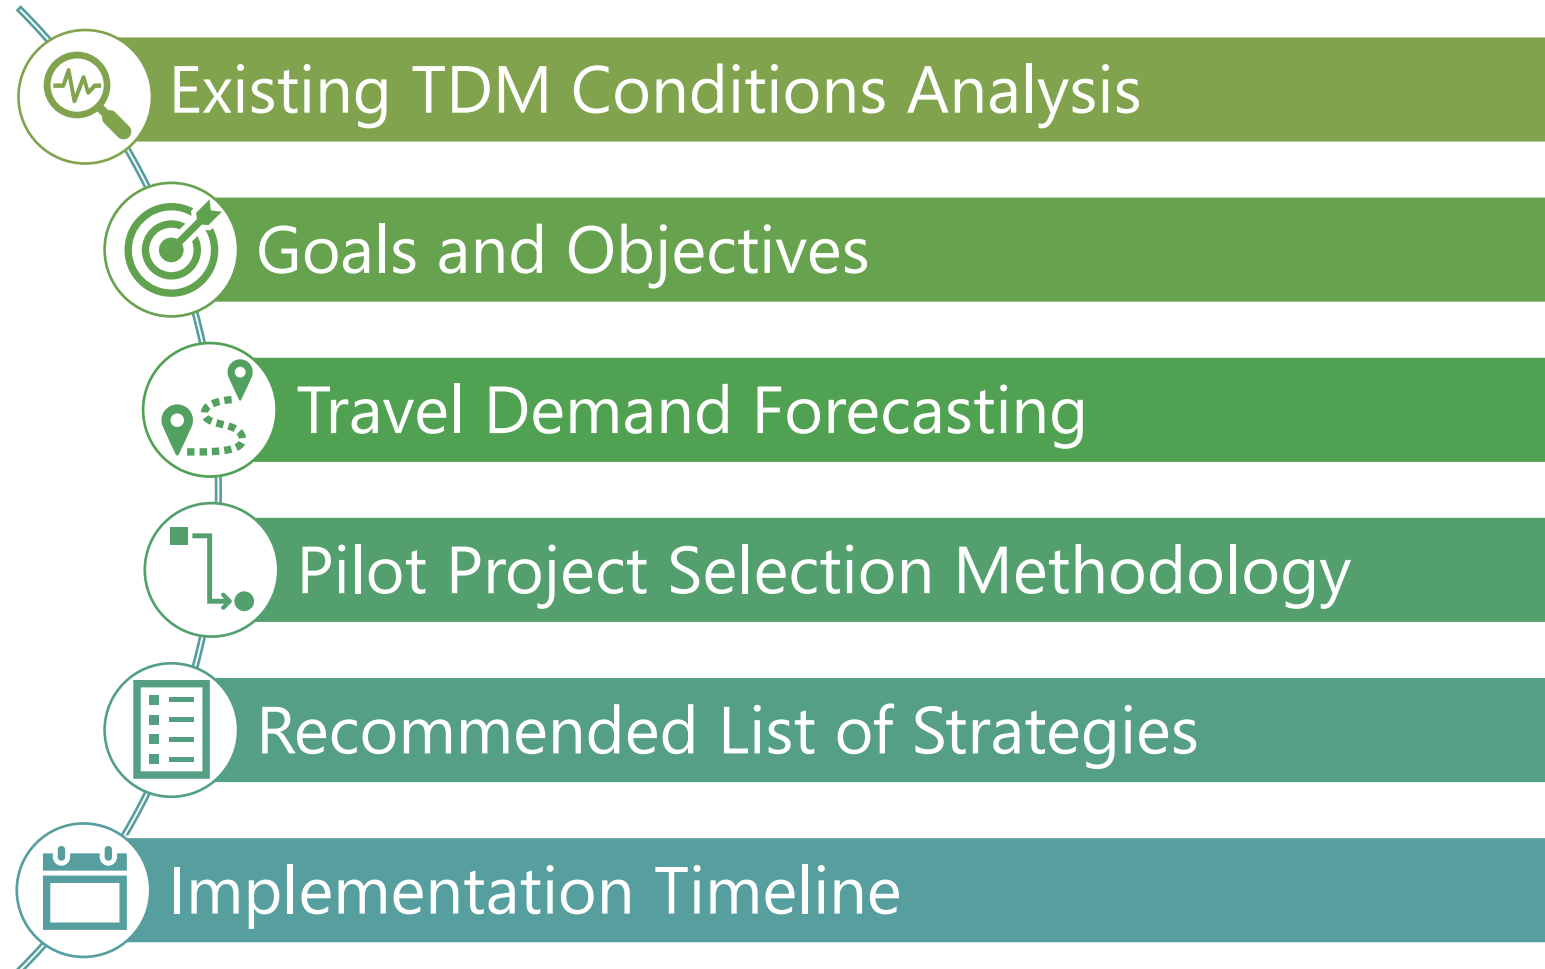 Existing TDM Conditions Analysis
Goals and Objectives
Travel Demand Forecasting
Pilot Project Selection Methodology
Recommended List of Strategies
Implementation Timeline